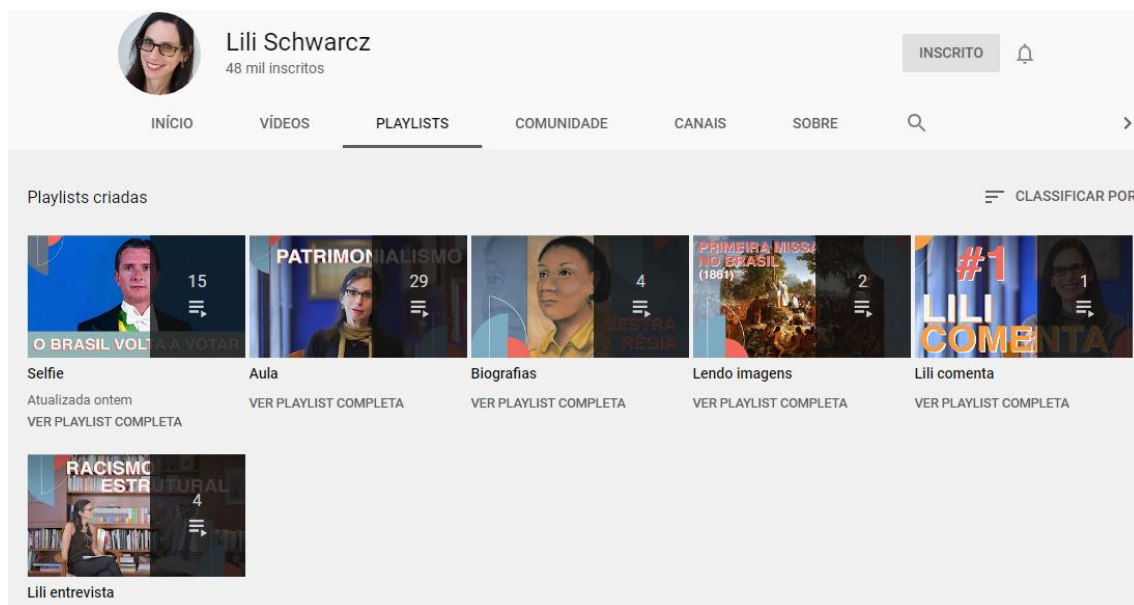 Lili Schwarcz
48 mil inscritos
INSCRITO
INÍCIO VÍDEOS PLAYLISTS COMUNIDADE CANAIS SOBRE
Playlists criadas
CLASSIFICAR POR
O BRASIL VOLTA A VOTAR
15
PATRIMONIALISMO
29
MESTRA
RÉGIA
4
PRIMEIRA MISSA
NO BRASIL
(1861)
2
#1
LILI
COMENTA
1
Selfie
Atualizada ontem
VER PLAYLIST COMPLETA
Aula
VER PLAYLIST COMPLETA
Biografias
VER PLAYLIST COMPLETA
Lendo imagens
VER PLAYLIST COMPLETA
Lili comenta
VER PLAYLIST COMPLETA
RACISMO
ESTRUTURAL
4
Lili entrevista